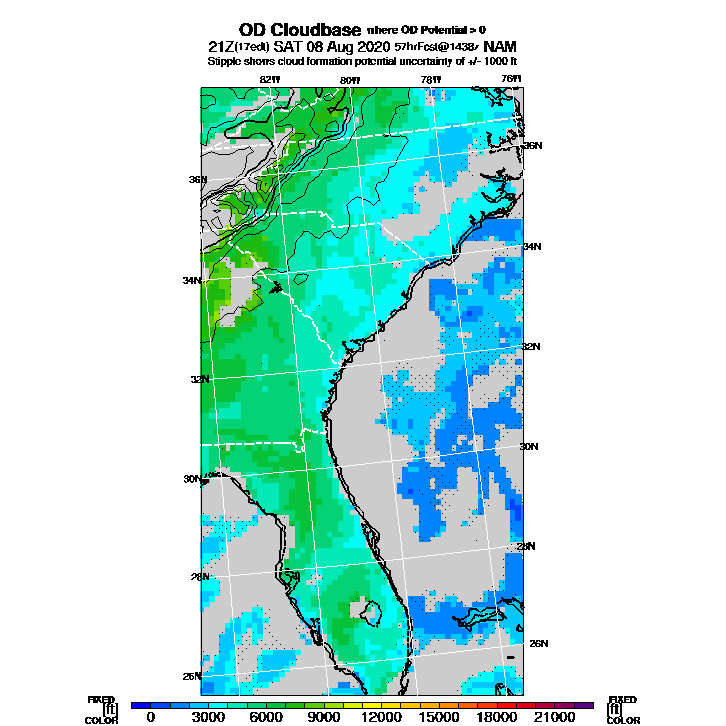 OD Cloudbase where OD Potential > 0
21Z(17edt) SAT 08 Aug 2020 57hrFcst@1438z NAM
Stipple shows cloud formation potential uncertainty of +/- 1000 ft
82W 80W 78W 76W
36N
36N
34N
34N
32N
32N
30N
30N
28N
28N
26N
26N
FIXED FIXED
[ft] 0 3000 6000 9000 12000 15000 18000 21000 [ft]
COLOR COLOR